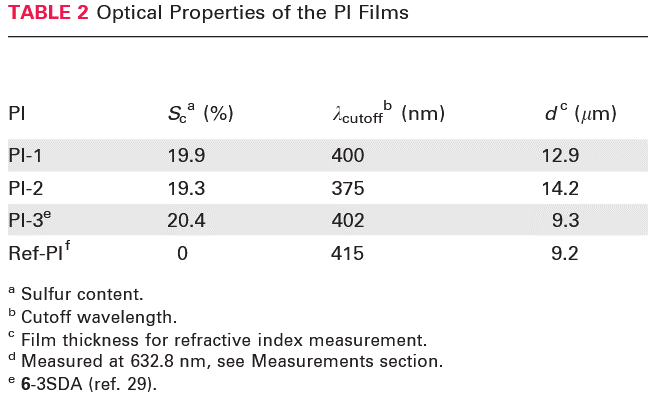 TABLE 2 Optical Properties of the PI Films
PI Sc^a (%) λcutoff^b (nm) d^c (μm)
PI-1 19.9 400 12.9
PI-2 19.3 375 14.2
PI-3^e 20.4 402 9.3
Ref-PI^f 0 415 9.2
^a Sulfur content.
^b Cutoff wavelength.
^c Film thickness for refractive index measurement.
^d Measured at 632.8 nm, see Measurements section.
^e 6-3SDA (ref. 29).